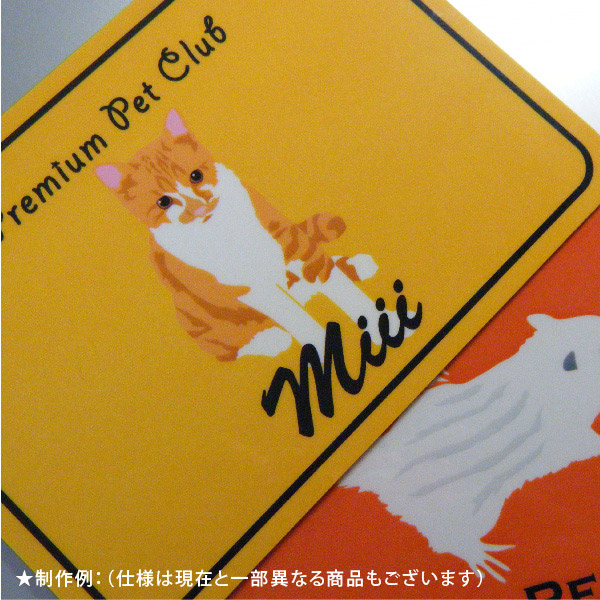 Premium Pet Club
Miii
★制作例：（仕様は現在と一部異なる商品もございます）